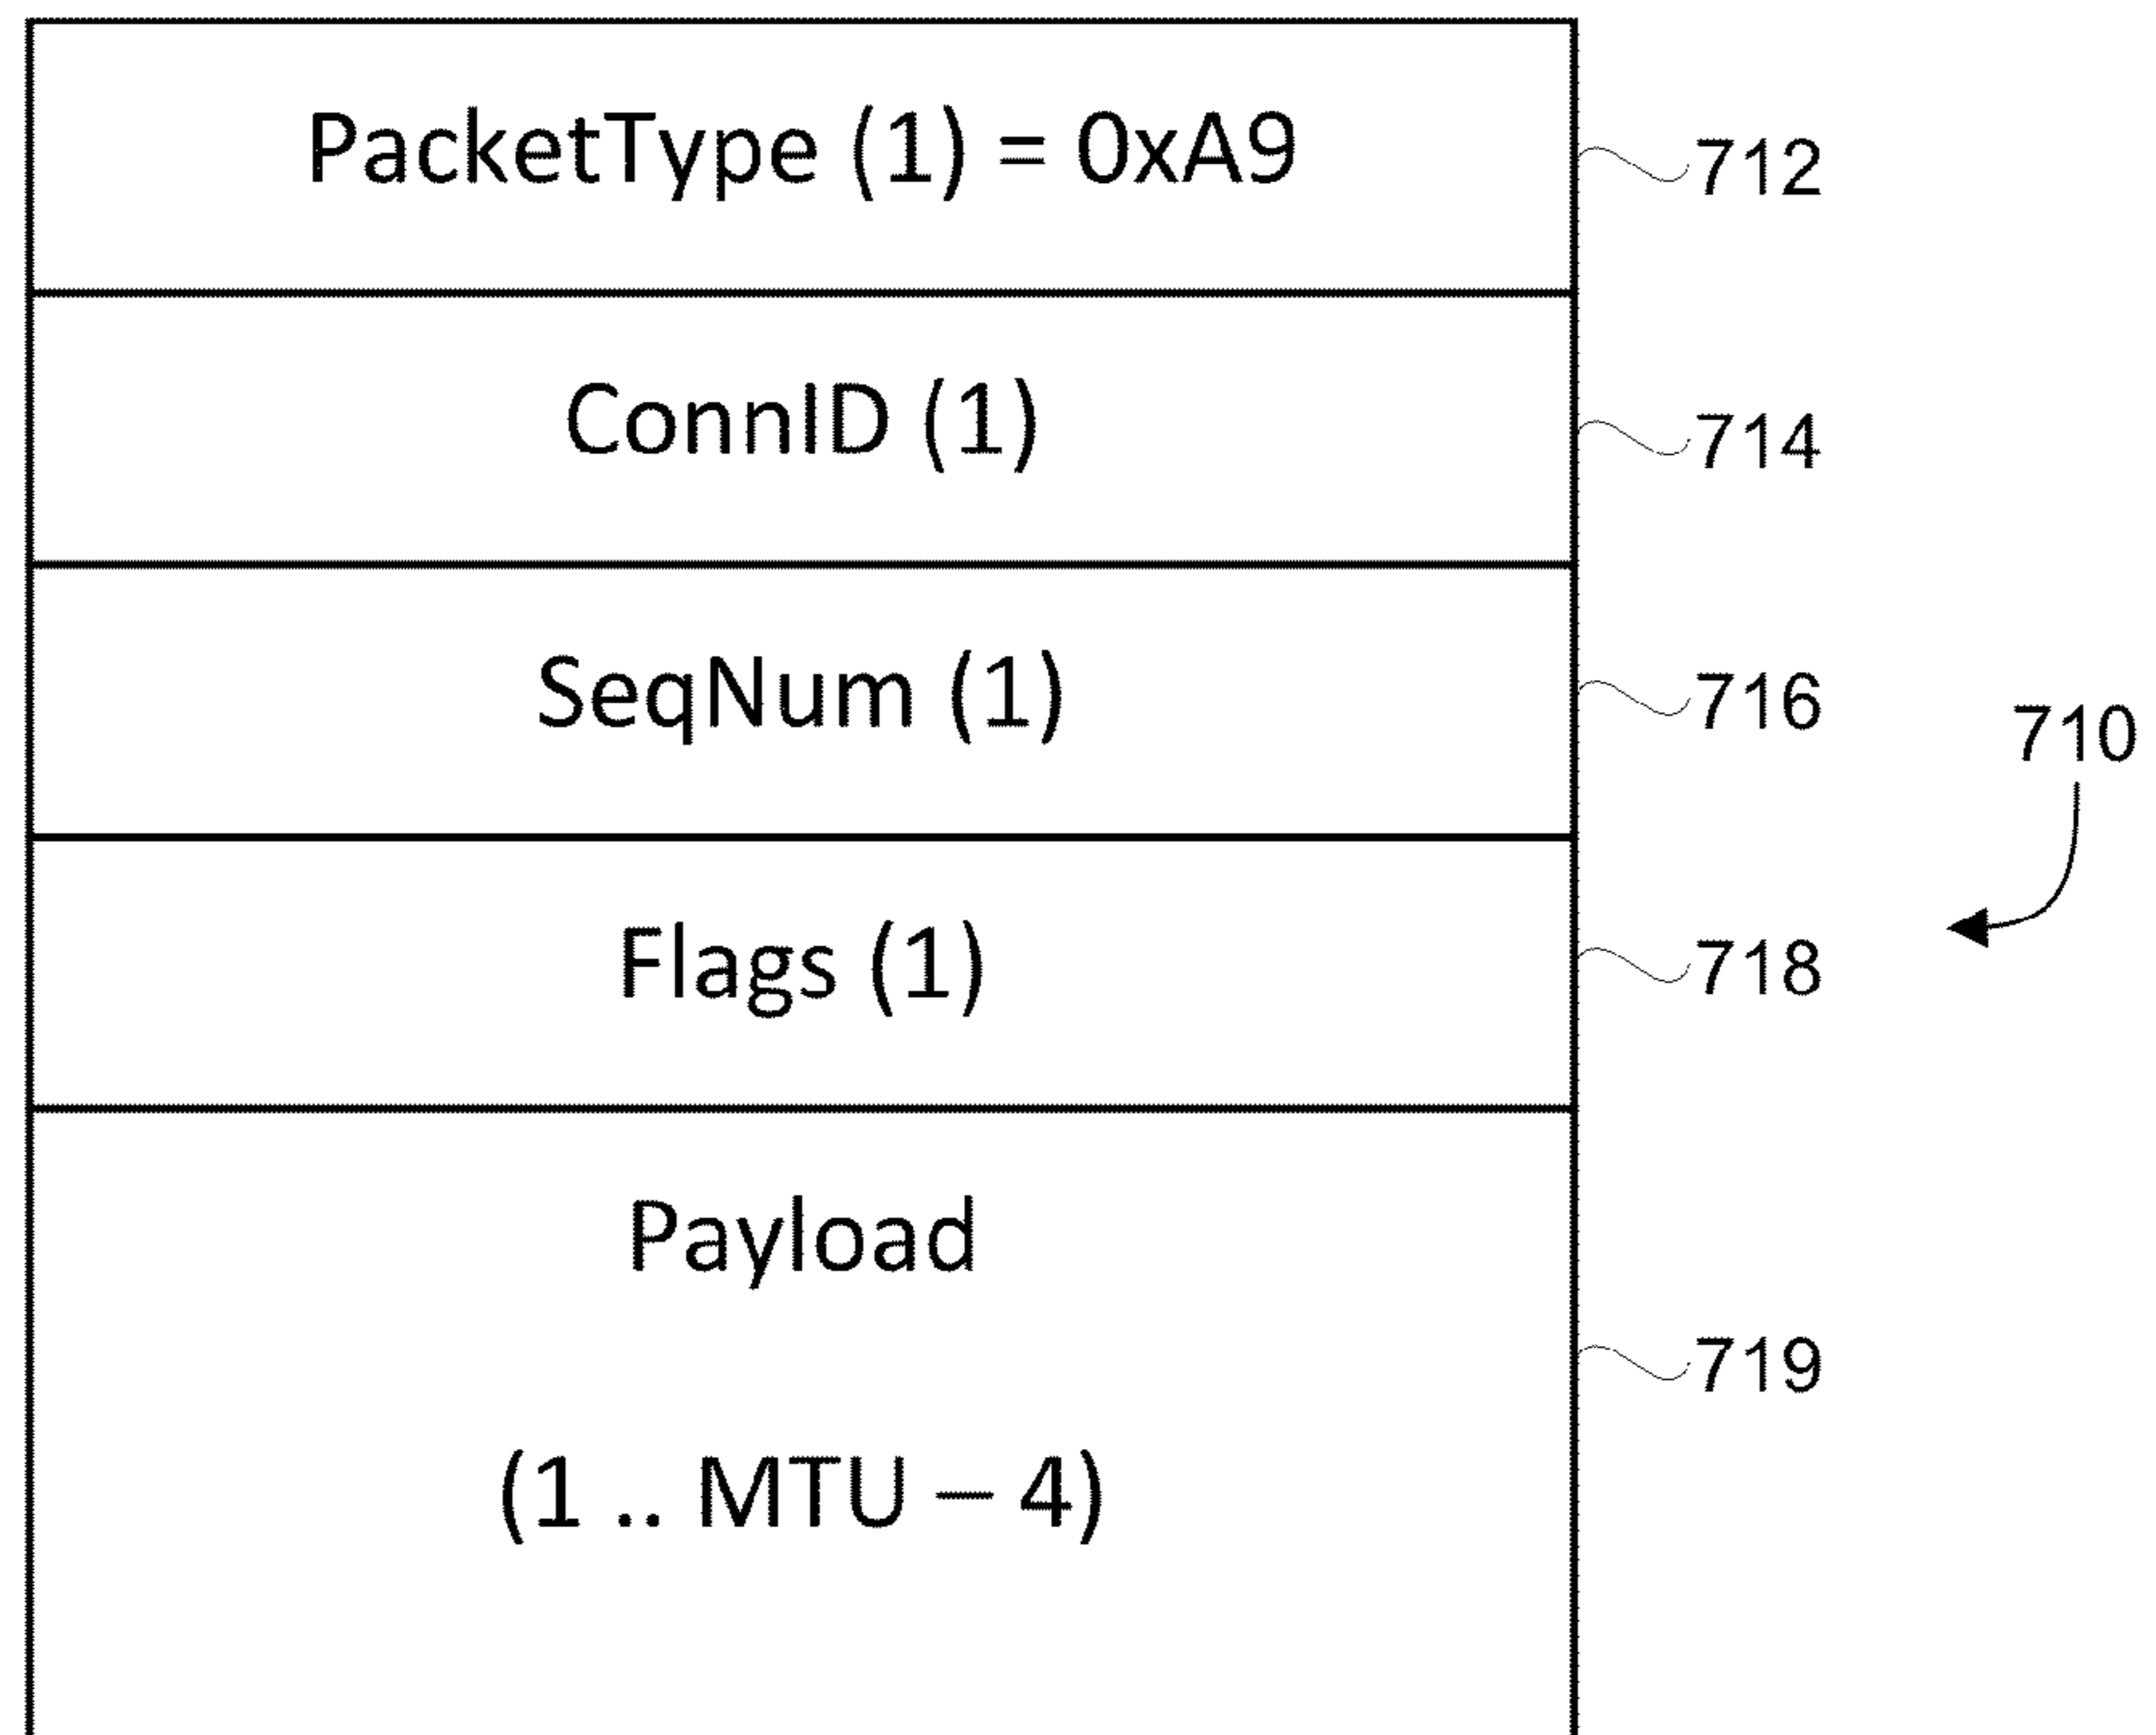 PacketType (1) = 0xA9
712
ConnID (1)
714
SeqNum (1)
716
710
Flags (1)
718
Payload
719
(1 .. MTU – 4)